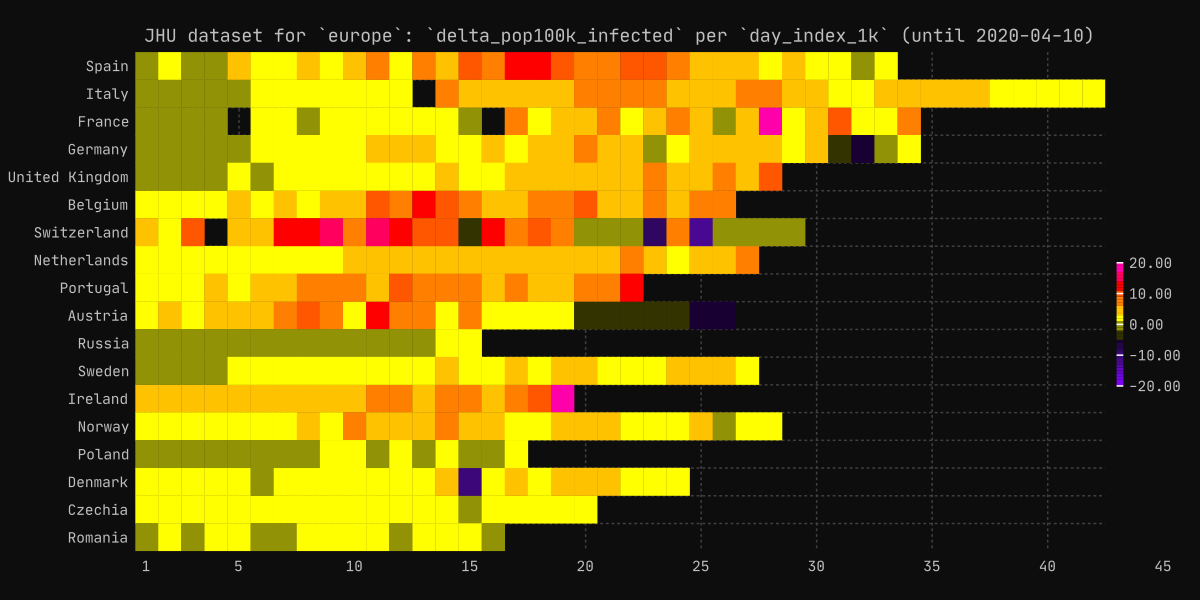 JHU dataset for `europe`: `delta_pop100k_infected` per `day_index_1k` (until 2020-04-10)
Spain
Italy
France
Germany
United Kingdom
Belgium
Switzerland
Netherlands
Portugal
Austria
Russia
Sweden
Ireland
Norway
Poland
Denmark
Czechia
Romania
1 5 10 15 20 25 30 35 40 45
20.00
10.00
0.00
-10.00
-20.00